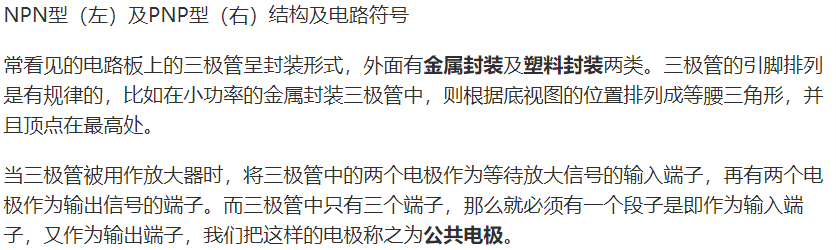 NPN型（左）及PNP型（右）结构及电路符号
常看见的电路板上的三极管呈封装形式，外面有金属封装及塑料封装两类。三极管的引脚排列
是有规律的，比如在小功率的金属封装三极管中，则根据底视图的位置排列成等腰三角形，并
且顶点在最高处。
当三极管被用作放大器时，将三极管中的两个电极作为等待放大信号的输入端子，再有两个电
极作为输出信号的端子。而三极管中只有三个端子，那么就必须有一个段子是即作为输入端
子，又作为输出端子，我们把这样的电极称之为公共电极。